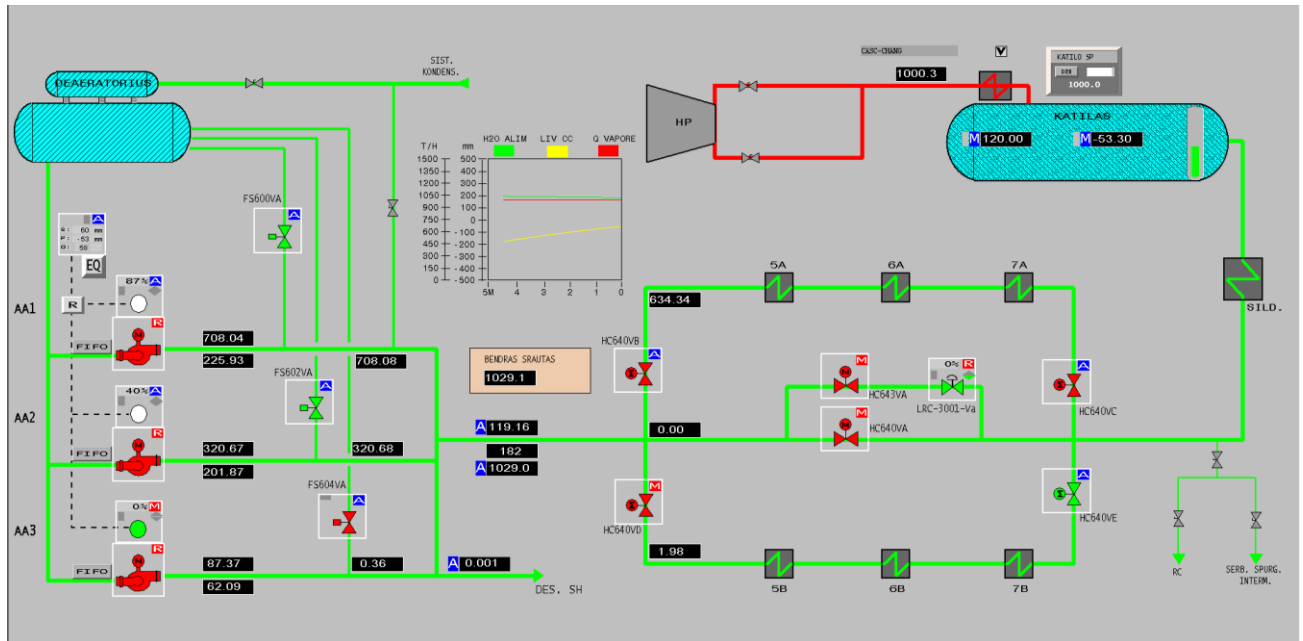 DEAERATORIUS
SIST.
KONDENS.
CASC-CHANG
V
1000.3
KATILO SP
1000.0
HP
KATILAS
M 120.00
M -53.30
H2O ALIM LIV CC Q VAPORE
T/H mm
1500 500
1350 400
1200 300
1050 200
900 100
750 0
600 -100
450 -200
300 -300
150 -400
0 -500
5M 4 3 2 1 0
FS600VA
A
A
S: 60 mm
P: -53 mm
EQ
R
AA1
87% A
R
FIFO
708.04
225.93
708.08
FS602VA
A
AA2
40% A
R
FIFO
320.67
201.87
320.68
FS604VA
A
AA3
0% M
R
FIFO
87.37
62.09
0.36
A 0.001
DES. SH
BENDRAS SRAUTAS
1029.1
A 119.16
182
A 1029.0
634.34
5A 6A 7A
HC640VB
A
M
HC643VA
0% R
LRC-3001-Va
A
HC640VC
0.00
M
HC640VA
M
HC640VD
A
HC640VE
1.98
5B 6B 7B
SILD.
RC
SERB. SPURG.
INTERM.